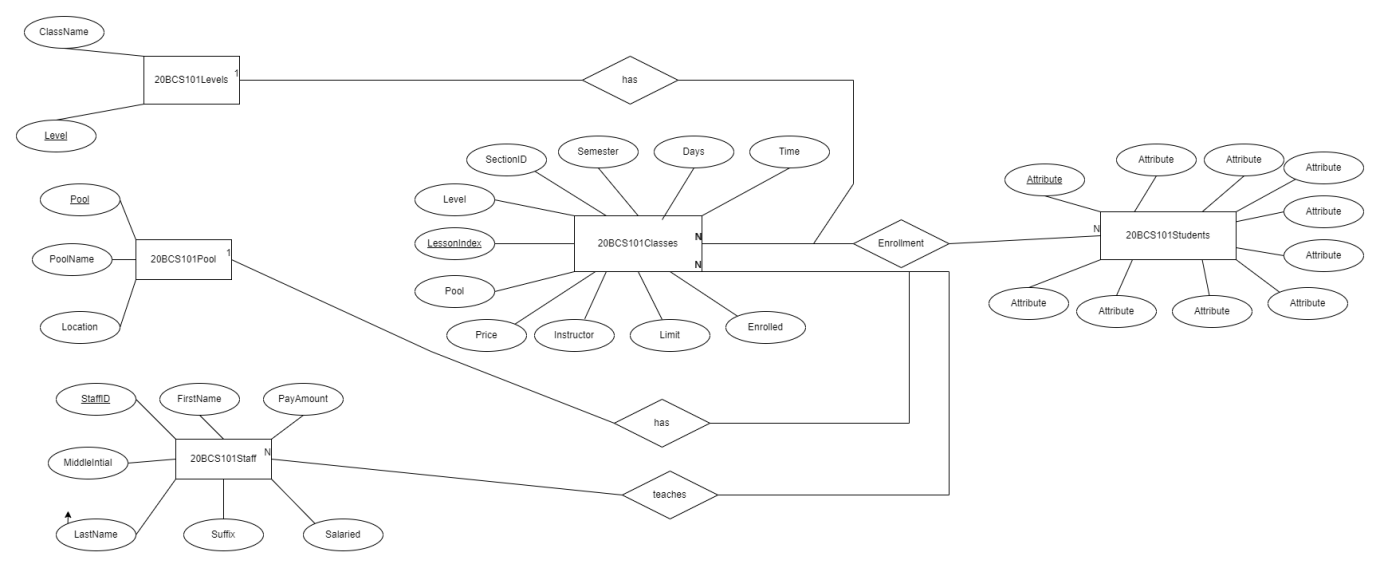 ClassName
20BCS101Levels
1
has
Level
SectionID
Semester
Days
Time
Attribute
Attribute
Attribute
Attribute
Pool
Level
Attribute
20BCS101Classes
N
LessonIndex
Enrollment
N
20BCS101Students
PoolName
20BCS101Pool
1
N
Attribute
Pool
Location
Price
Instructor
Limit
Enrolled
Attribute
Attribute
Attribute
Attribute
StaffID
FirstName
PayAmount
has
MiddleIntial
20BCS101Staff
N
teaches
LastName
Suffix
Salaried